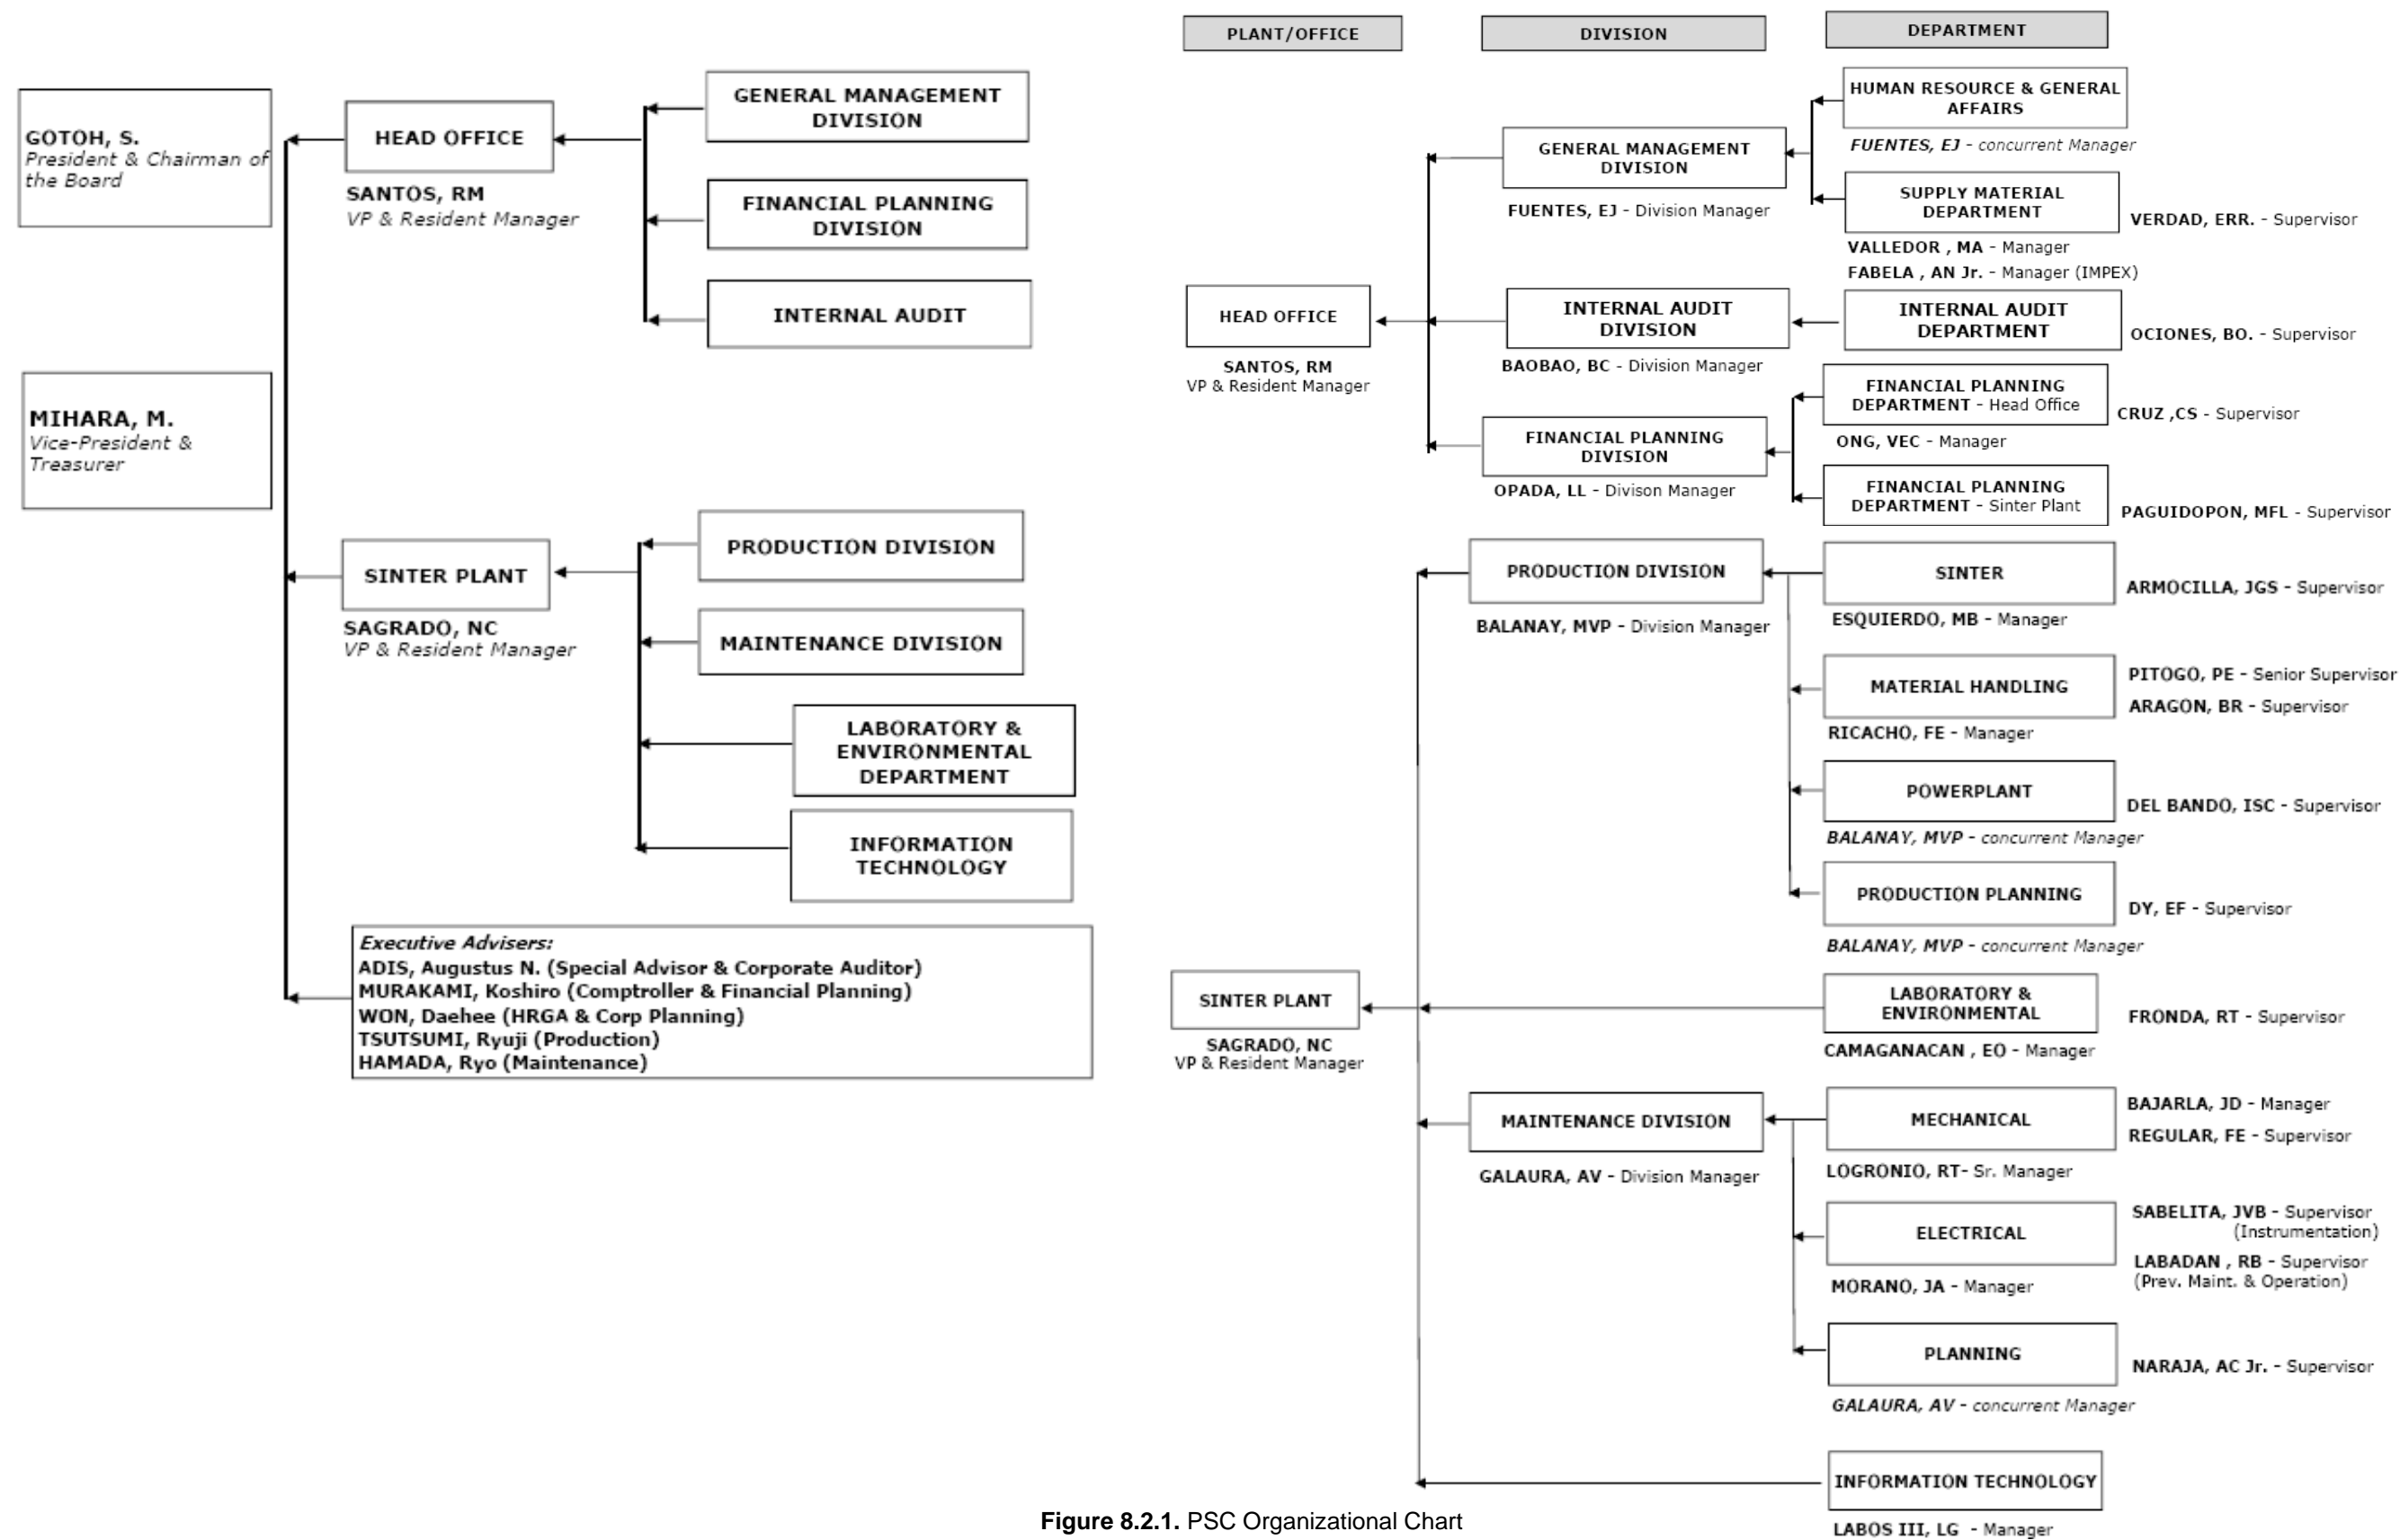 GOTOH, S.
President & Chairman of
the Board
MIHARA, M.
Vice-President &
Treasurer
HEAD OFFICE
SANTOS, RM
VP & Resident Manager
GENERAL MANAGEMENT
DIVISION
FINANCIAL PLANNING
DIVISION
INTERNAL AUDIT
SINTER PLANT
SAGRADO, NC
VP & Resident Manager
PRODUCTION DIVISION
MAINTENANCE DIVISION
LABORATORY &
ENVIRONMENTAL
DEPARTMENT
INFORMATION
TECHNOLOGY
Executive Advisers:
ADIS, Augustus N. (Special Advisor & Corporate Auditor)
MURAKAMI, Koshiro (Comptroller & Financial Planning)
WON, Daehee (HRGA & Corp Planning)
TSUTSUMI, Ryuji (Production)
HAMADA, Ryo (Maintenance)
PLANT/OFFICE
DIVISION
DEPARTMENT
HEAD OFFICE
SANTOS, RM
VP & Resident Manager
GENERAL MANAGEMENT
DIVISION
FUENTES, EJ - Division Manager
HUMAN RESOURCE & GENERAL
AFFAIRS
FUENTES, EJ - concurrent Manager
SUPPLY MATERIAL
DEPARTMENT
VERDAD, ERR. - Supervisor
VALLEDOR , MA - Manager
FABELA , AN Jr. - Manager (IMPEX)
INTERNAL AUDIT
DIVISION
BAOBAO, BC - Division Manager
INTERNAL AUDIT
DEPARTMENT
OCIONES, BO. - Supervisor
FINANCIAL PLANNING
DIVISION
OPADA, LL - Divison Manager
FINANCIAL PLANNING
DEPARTMENT - Head Office
CRUZ ,CS - Supervisor
ONG, VEC - Manager
FINANCIAL PLANNING
DEPARTMENT - Sinter Plant
PAGUIDOPON, MFL - Supervisor
SINTER PLANT
SAGRADO, NC
VP & Resident Manager
PRODUCTION DIVISION
BALANAY, MVP - Division Manager
SINTER
ARMOCILLA, JGS - Supervisor
ESQUIERDO, MB - Manager
MATERIAL HANDLING
PITOGO, PE - Senior Supervisor
ARAGON, BR - Supervisor
RICACHO, FE - Manager
POWERPLANT
DEL BANDO, ISC - Supervisor
BALANAY, MVP - concurrent Manager
PRODUCTION PLANNING
DY, EF - Supervisor
BALANAY, MVP - concurrent Manager
LABORATORY &
ENVIRONMENTAL
FRONDA, RT - Supervisor
CAMAGANACAN , EO - Manager
MAINTENANCE DIVISION
GALAURA, AV - Division Manager
MECHANICAL
BAJARLA, JD - Manager
REGULAR, FE - Supervisor
LOGRONIO, RT- Sr. Manager
ELECTRICAL
SABELITA, JVB - Supervisor
(Instrumentation)
LABADAN , RB - Supervisor
(Prev. Maint. & Operation)
MORANO, JA - Manager
PLANNING
NARAJA, AC Jr. - Supervisor
GALAURA, AV - concurrent Manager
INFORMATION TECHNOLOGY
LABOS III, LG - Manager
Figure 8.2.1. PSC Organizational Chart